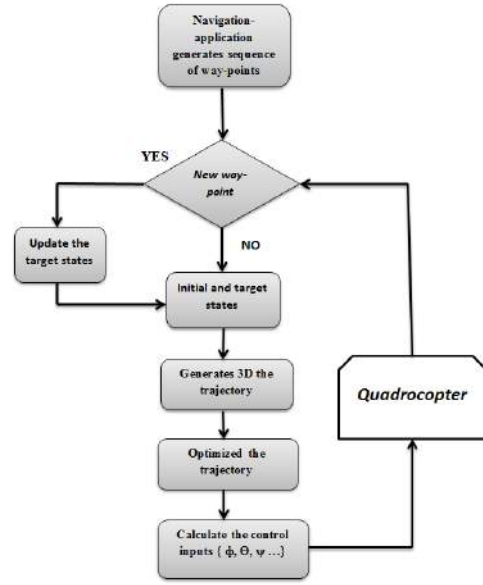 Navigation-
application
generates sequence
of way-points
YES
New way-
point
NO
Update the
target states
Initial and target
states
Generates 3D the
trajectory
Quadrocopter
Optimized the
trajectory
Calculate the control
inputs { ϕ, Θ, ψ ...}